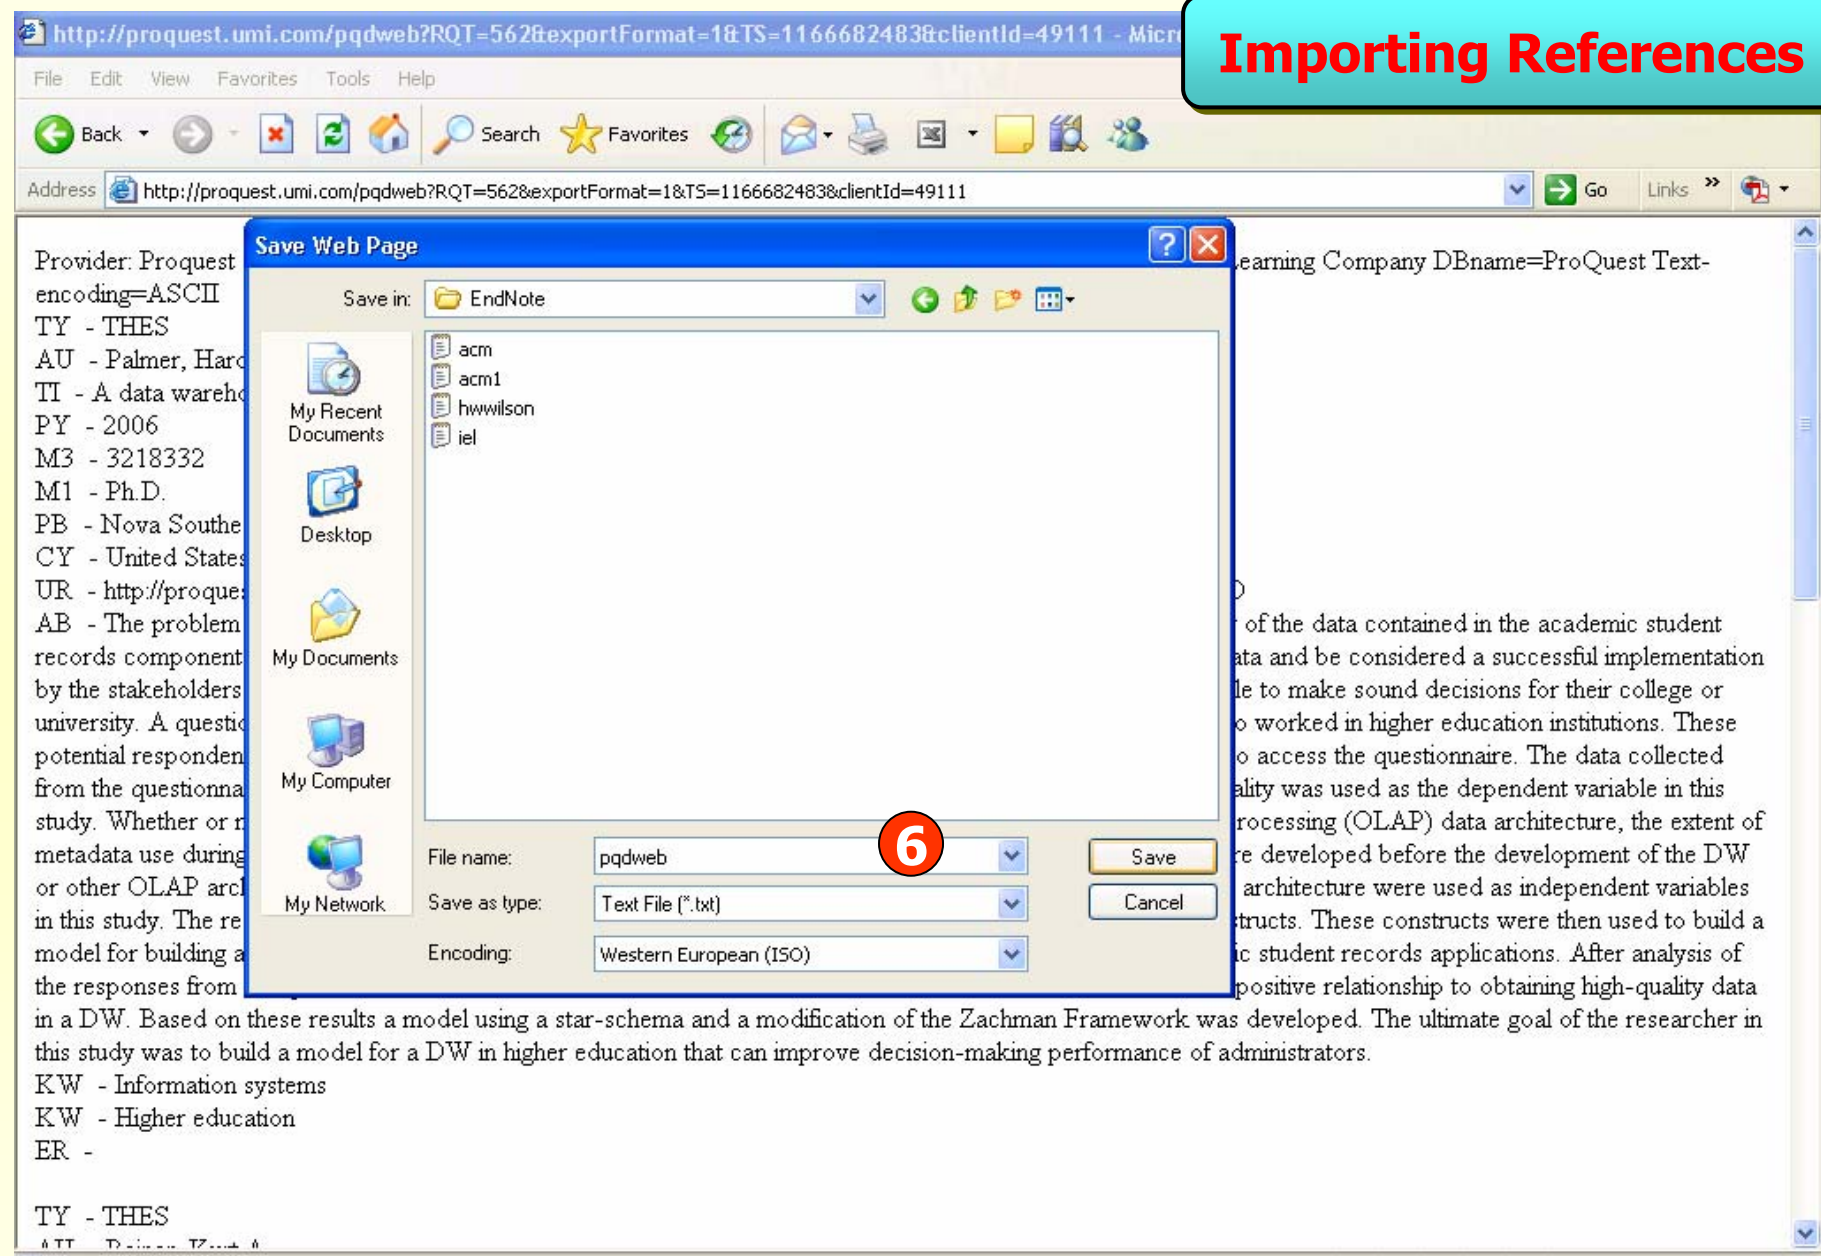 http://proquest.umi.com/pqdweb?RQT=562&exportFormat=1&TS=1166682483&clientId=49111 - Micr
Importing References
File Edit View Favorites Tools Help
Back Search Favorites
Address http://proquest.umi.com/pqdweb?RQT=562&exportFormat=1&TS=1166682483&clientId=49111 Go Links »
Save Web Page
Save in: EndNote
acm
acm1
hwwilson
iel
My Recent
Documents
Desktop
My Documents
My Computer
My Network
File name: pqdweb 6 Save
Save as type: Text File (*.txt) Cancel
Encoding: Western European (ISO)
Provider: Proquest earning Company DBname=ProQuest Text-
encoding=ASCII
TY - THES
AU - Palmer, Haro
TI - A data wareho
PY - 2006
M3 - 3218332
M1 - Ph.D.
PB - Nova Southe
CY - United States
UR - http://proques
AB - The problem of the data contained in the academic student
records component ata and be considered a successful implementation
by the stakeholders le to make sound decisions for their college or
university. A questio o worked in higher education institutions. These
potential responden o access the questionnaire. The data collected
from the questionna ality was used as the dependent variable in this
study. Whether or n rocessing (OLAP) data architecture, the extent of
metadata use during re developed before the development of the DW
or other OLAP arcl architecture were used as independent variables
in this study. The re structs. These constructs were then used to build a
model for building a ic student records applications. After analysis of
the responses from positive relationship to obtaining high-quality data
in a DW. Based on these results a model using a star-schema and a modification of the Zachman Framework was developed. The ultimate goal of the researcher in
this study was to build a model for a DW in higher education that can improve decision-making performance of administrators.
KW - Information systems
KW - Higher education
ER -
TY - THES